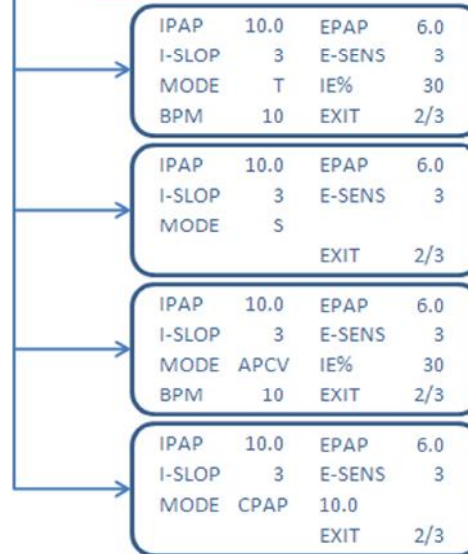 IPAP 10.0 EPAP 6.0
I-SLOP 3 E-SENS 3
MODE T IE% 30
BPM 10 EXIT 2/3
IPAP 10.0 EPAP 6.0
I-SLOP 3 E-SENS 3
MODE S
EXIT 2/3
IPAP 10.0 EPAP 6.0
I-SLOP 3 E-SENS 3
MODE APCV IE% 30
BPM 10 EXIT 2/3
IPAP 10.0 EPAP 6.0
I-SLOP 3 E-SENS 3
MODE CPAP 10.0
EXIT 2/3